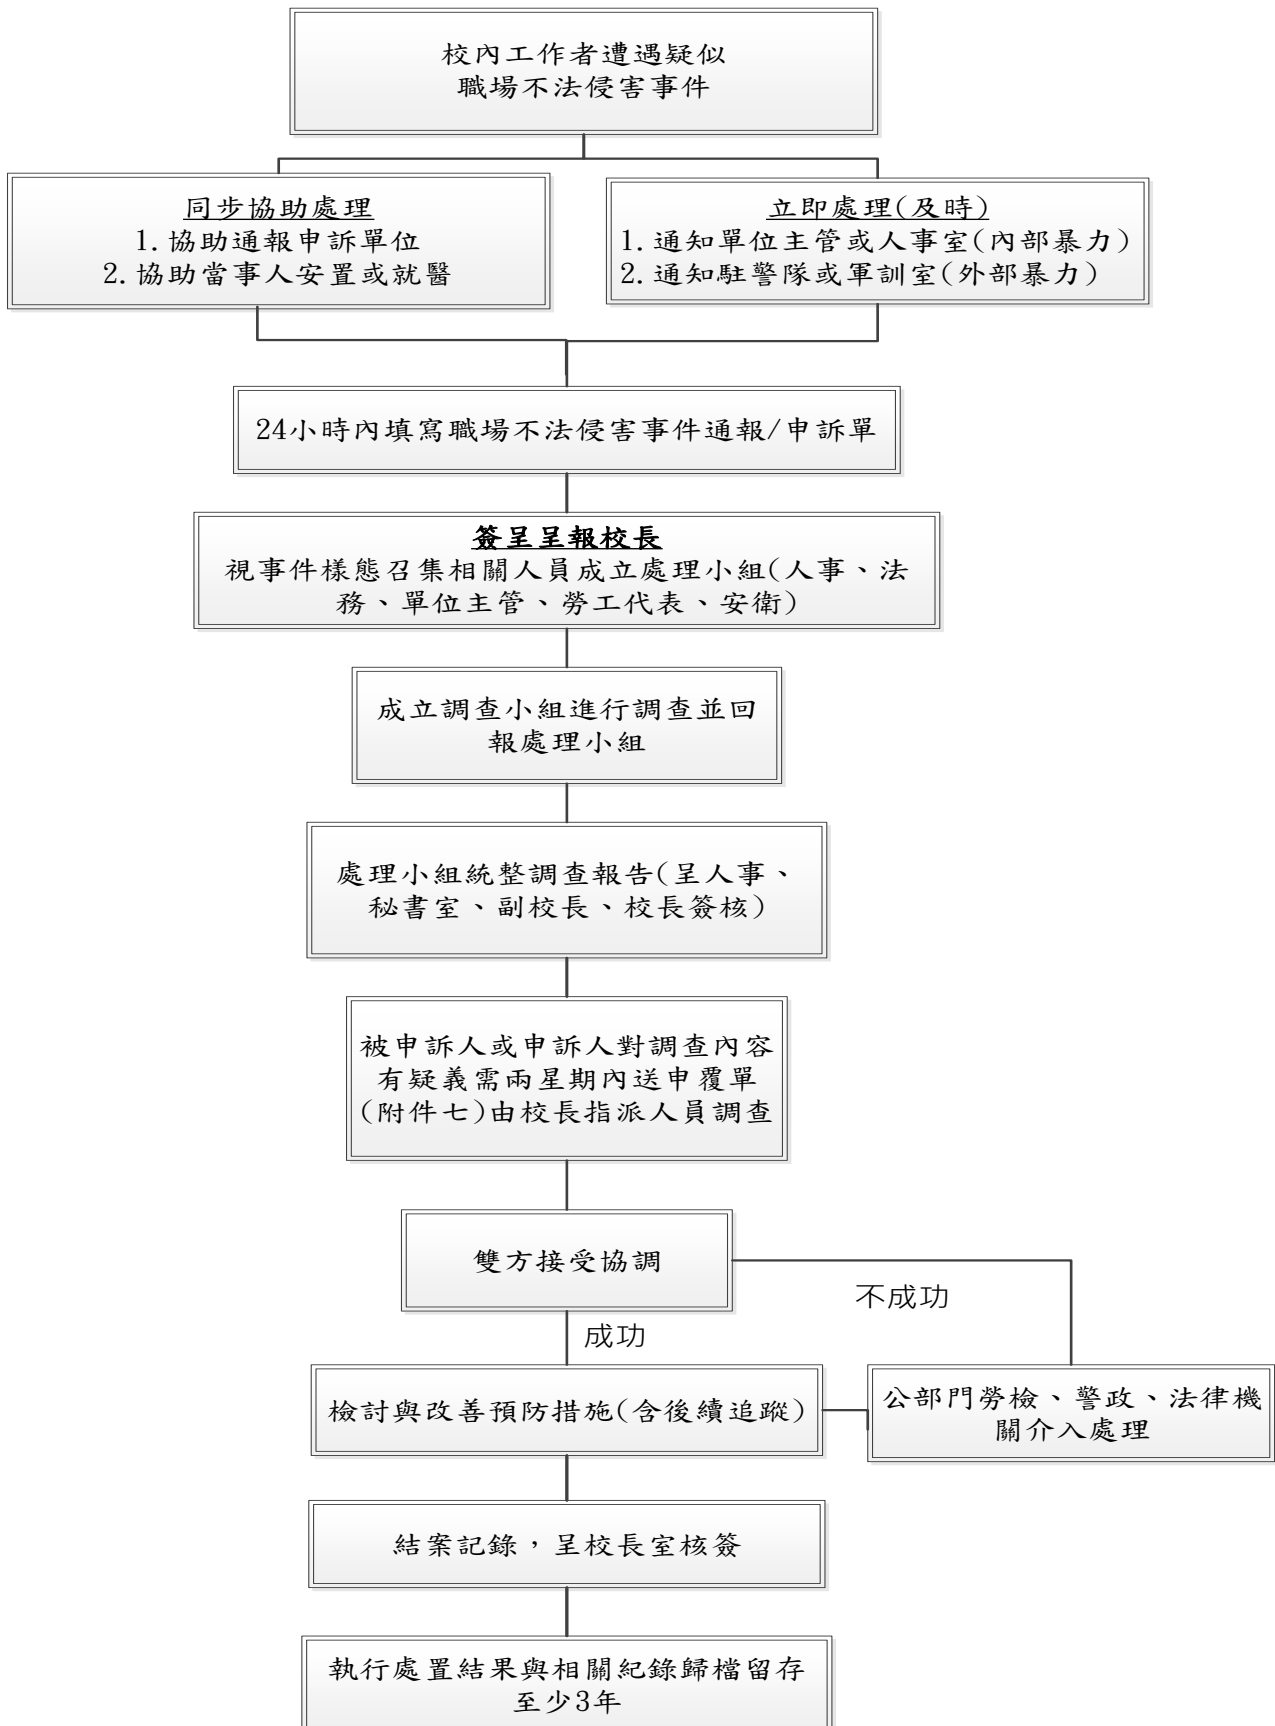 校內工作者遭遇疑似
職場不法侵害事件
同步協助處理
1.協助通報申訴單位
2.協助當事人安置或就醫
立即處理(及時)
1.通知單位主管或人事室(內部暴力)
2.通知駐警隊或軍訓室(外部暴力)
24小時內填寫職場不法侵害事件通報/申訴單
簽呈呈報校長
視事件樣態召集相關人員成立處理小組(人事、法
務、單位主管、勞工代表、安衛)
成立調查小組進行調查並回
報處理小組
處理小組統整調查報告(呈人事、
秘書室、副校長、校長簽核)
被申訴人或申訴人對調查內容
有疑義需兩星期內送申覆單
(附件七)由校長指派人員調查
雙方接受協調
不成功
成功
檢討與改善預防措施(含後續追蹤)
公部門勞檢、警政、法律機
關介入處理
結案記錄，呈校長室核簽
執行處置結果與相關紀錄歸檔留存
至少3年